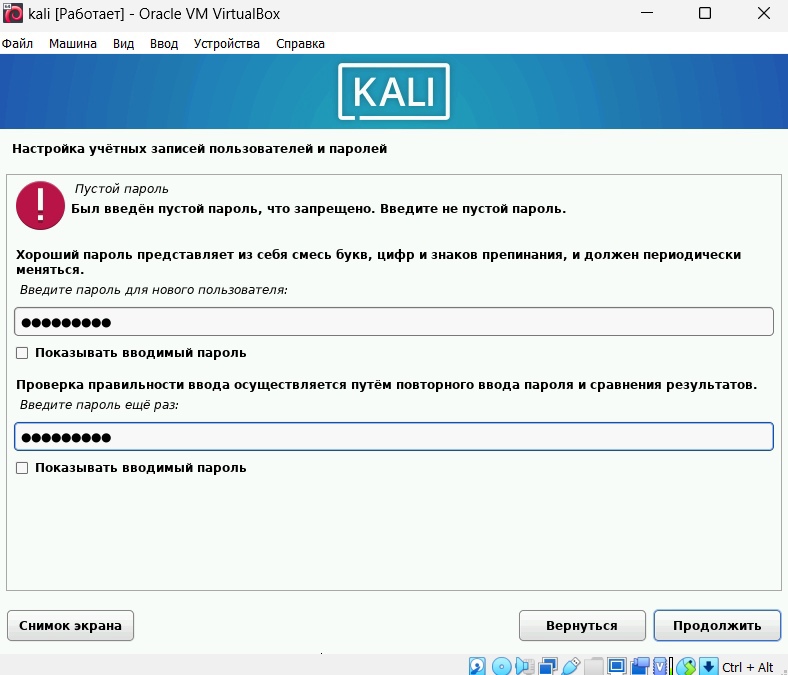 kali [Работает] - Oracle VM VirtualBox
Файл Машина Вид Ввод Устройства Справка
KALI
Настройка учётных записей пользователей и паролей
Пустой пароль
Был введён пустой пароль, что запрещено. Введите не пустой пароль.
Хороший пароль представляет из себя смесь букв, цифр и знаков препинания, и должен периодически
меняться.
Введите пароль для нового пользователя:
●●●●●●●●●
Показывать вводимый пароль
Проверка правильности ввода осуществляется путём повторного ввода пароля и сравнения результатов.
Введите пароль ещё раз:
●●●●●●●●●
Показывать вводимый пароль
Снимок экрана Вернуться Продолжить
Ctrl + Alt